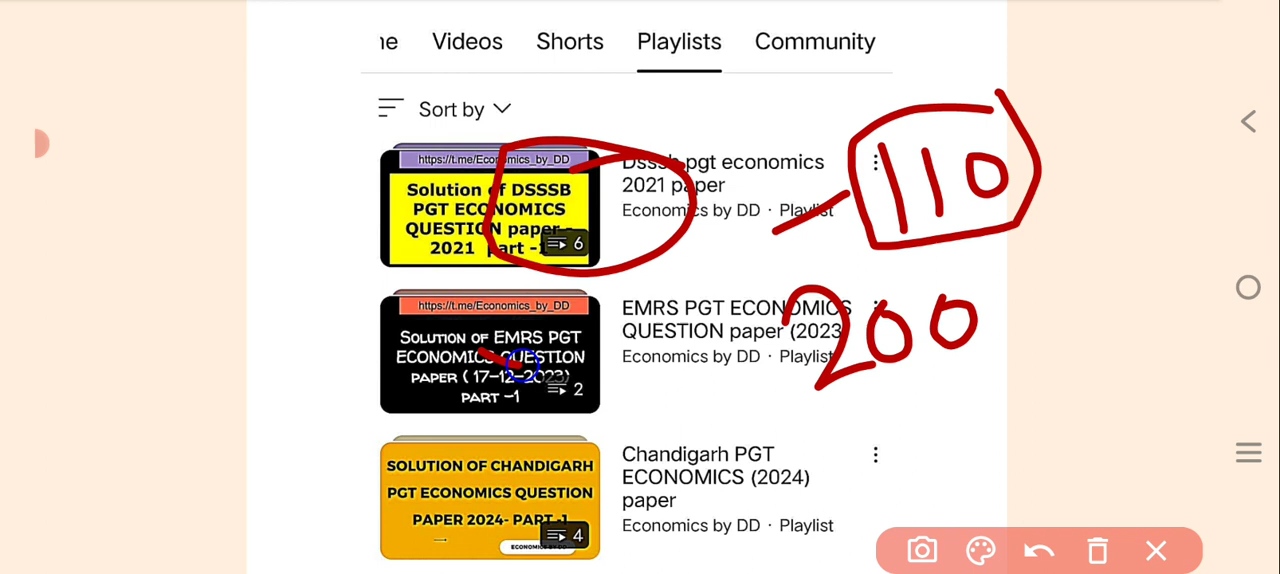 ne Videos Shorts Playlists Community
Sort by
https://t.me/Economics_by_DD
Solution of DSSSB
PGT ECONOMICS
QUESTION paper -
2021 part -1
6
Dsssb pgt economics
2021 paper
Economics by DD · Playlist
110
https://t.me/Economics_by_DD
SOLUTION OF EMRS PGT
ECONOMICS QUESTION
PAPER ( 17-12-2023)
PART -1
2
EMRS PGT ECONOMICS
QUESTION paper (2023
Economics by DD · Playlist
200
SOLUTION OF CHANDIGARH
PGT ECONOMICS QUESTION
PAPER 2024- PART -1
4
ECONOMICS BY DD
Chandigarh PGT
ECONOMICS (2024)
paper
Economics by DD · Playlist